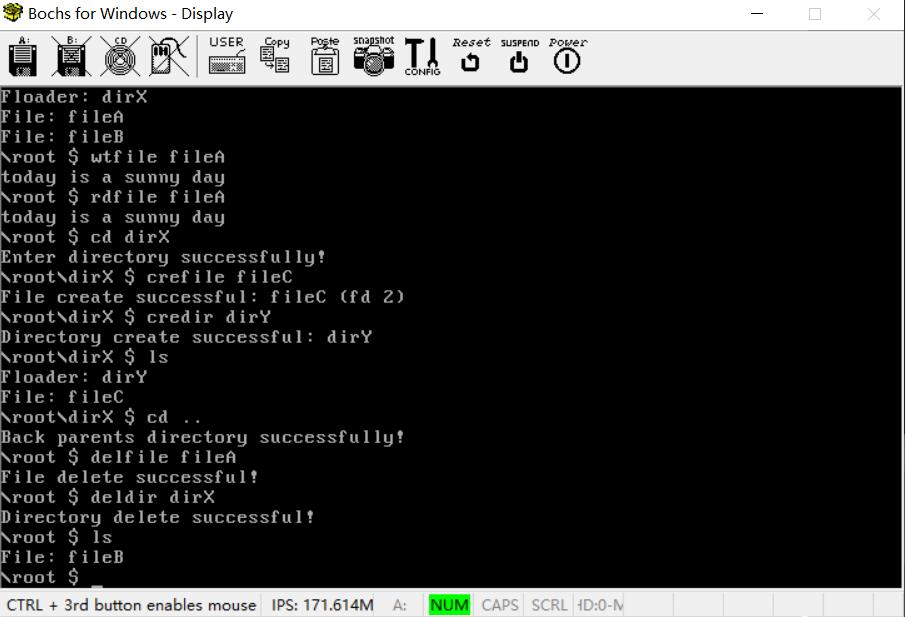 Bochs for Windows - Display
A: B: CD USER Copy Paste snapshot CONFIG Reset SUSPEND Power
Floader: dirX
File: fileA
File: fileB
\root $ wtfile fileA
today is a sunny day
\root $ rdfile fileA
today is a sunny day
\root $ cd dirX
Enter directory successfully!
\root\dirX $ crefile fileC
File create successful: fileC (fd 2)
\root\dirX $ credir dirY
Directory create successful: dirY
\root\dirX $ ls
Floader: dirY
File: fileC
\root\dirX $ cd ..
Back parents directory successfully!
\root $ delfile fileA
File delete successful!
\root $ deldir dirX
Directory delete successful!
\root $ ls
File: fileB
\root $ _
CTRL + 3rd button enables mouse IPS: 171.614M A: NUM CAPS SCRL